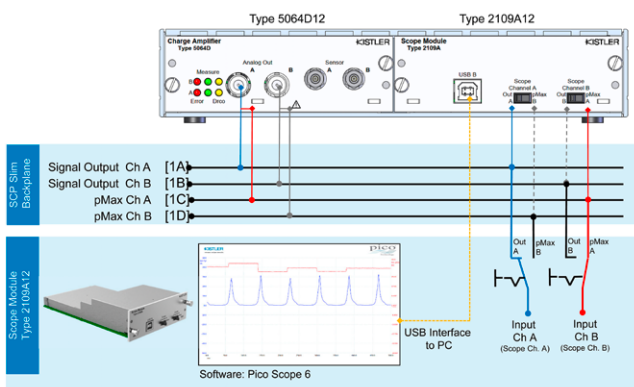 Type 5064D12
Type 2109A12
Charge Amplifier
Type 5064D
KISTLER
Scope Module
Type 2109A
KISTLER
Measure
Analog Out
Sensor
A
B
A
B
B
A
Error
USB B
Scope
Channel A
Out
A
pMax
B
Scope
Channel B
Out
B
pMax
A
SCP Slim
Backplane
Signal Output Ch A [1A]
Signal Output Ch B [1B]
pMax Ch A [1C]
pMax Ch B [1D]
Scope Module
Type 2109A12
KISTLER
pico
Software: Pico Scope 6
USB Interface
to PC
Out
A
pMax
B
Out
B
pMax
A
Input
Ch A
(Scope Ch. A)
Input
Ch B
(Scope Ch. B)